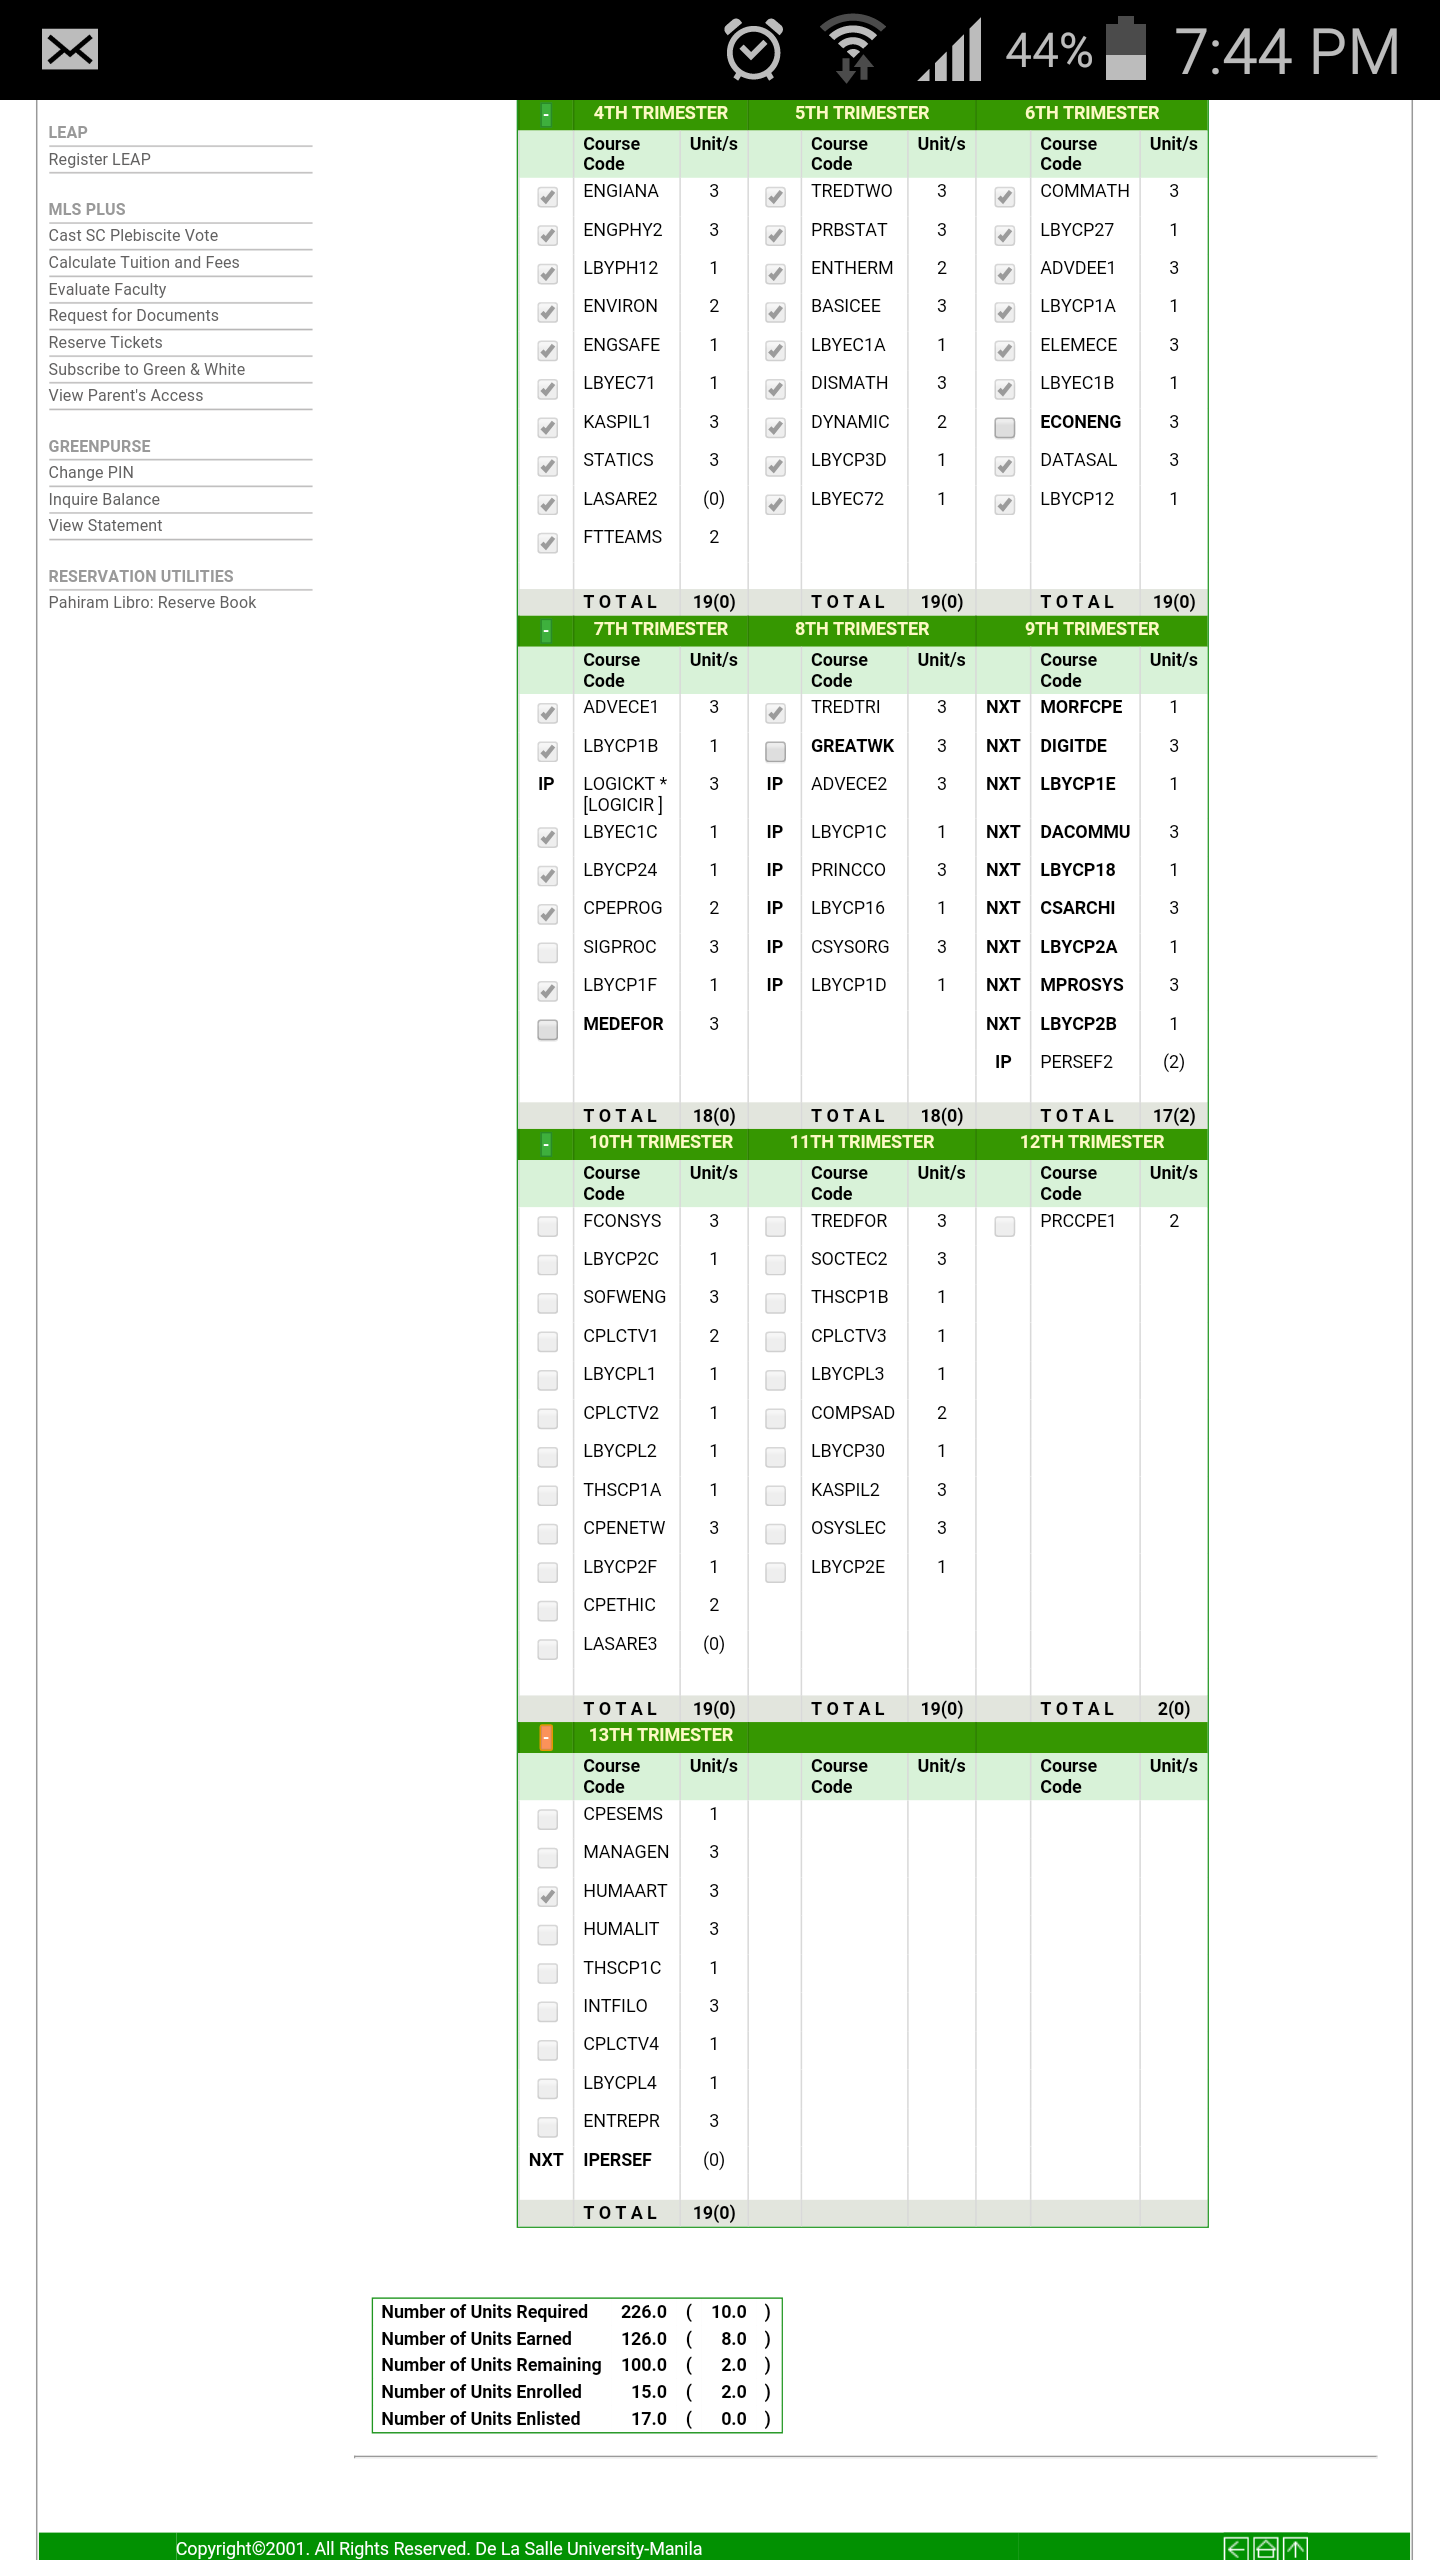 44% 7:44 PM
LEAP
Register LEAP
MLS PLUS
Cast SC Plebiscite Vote
Calculate Tuition and Fees
Evaluate Faculty
Request for Documents
Reserve Tickets
Subscribe to Green & White
View Parent's Access
GREENPURSE
Change PIN
Inquire Balance
View Statement
RESERVATION UTILITIES
Pahiram Libro: Reserve Book
- 4TH TRIMESTER 5TH TRIMESTER 6TH TRIMESTER
Course Unit/s Course Unit/s Course Unit/s
Code Code Code
ENGIANA 3 TREDTWO 3 COMMATH 3
ENGPHY2 3 PRBSTAT 3 LBYCP27 1
LBYPH12 1 ENTHERM 2 ADVDEE1 3
ENVIRON 2 BASICEE 3 LBYCP1A 1
ENGSAFE 1 LBYEC1A 1 ELEMECE 3
LBYEC71 1 DISMATH 3 LBYEC1B 1
KASPIL1 3 DYNAMIC 2 ECONENG 3
STATICS 3 LBYCP3D 1 DATASAL 3
LASARE2 (0) LBYEC72 1 LBYCP12 1
FTTEAMS 2
T O T A L 19(0) T O T A L 19(0) T O T A L 19(0)
- 7TH TRIMESTER 8TH TRIMESTER 9TH TRIMESTER
Course Unit/s Course Unit/s Course Unit/s
Code Code Code
ADVECE1 3 TREDTRI 3 NXT MORFCPE 1
LBYCP1B 1 GREATWK 3 NXT DIGITDE 3
IP LOGICKT * 3 IP ADVECE2 3 NXT LBYCP1E 1
[LOGICIR ]
LBYEC1C 1 IP LBYCP1C 1 NXT DACOMMU 3
LBYCP24 1 IP PRINCCO 3 NXT LBYCP18 1
CPEPROG 2 IP LBYCP16 1 NXT CSARCHI 3
SIGPROC 3 IP CSYSORG 3 NXT LBYCP2A 1
LBYCP1F 1 IP LBYCP1D 1 NXT MPROSYS 3
MEDEFOR 3 NXT LBYCP2B 1
IP PERSEF2 (2)
T O T A L 18(0) T O T A L 18(0) T O T A L 17(2)
- 10TH TRIMESTER 11TH TRIMESTER 12TH TRIMESTER
Course Unit/s Course Unit/s Course Unit/s
Code Code Code
FCONSYS 3 TREDFOR 3 PRCCPE1 2
LBYCP2C 1 SOCTEC2 3
SOFWENG 3 THSCP1B 1
CPLCTV1 2 CPLCTV3 1
LBYCPL1 1 LBYCPL3 1
CPLCTV2 1 COMPSAD 2
LBYCPL2 1 LBYCP30 1
THSCP1A 1 KASPIL2 3
CPENETW 3 OSYSLEC 3
LBYCP2F 1 LBYCP2E 1
CPETHIC 2
LASARE3 (0)
T O T A L 19(0) T O T A L 19(0) T O T A L 2(0)
- 13TH TRIMESTER
Course Unit/s Course Unit/s Course Unit/s
Code Code Code
CPESEMS 1
MANAGEN 3
HUMAART 3
HUMALIT 3
THSCP1C 1
INTFILO 3
CPLCTV4 1
LBYCPL4 1
ENTREPR 3
NXT IPERSEF (0)
T O T A L 19(0)
Number of Units Required 226.0 ( 10.0 )
Number of Units Earned 126.0 ( 8.0 )
Number of Units Remaining 100.0 ( 2.0 )
Number of Units Enrolled 15.0 ( 2.0 )
Number of Units Enlisted 17.0 ( 0.0 )
Copyright©2001. All Rights Reserved. De La Salle University-Manila